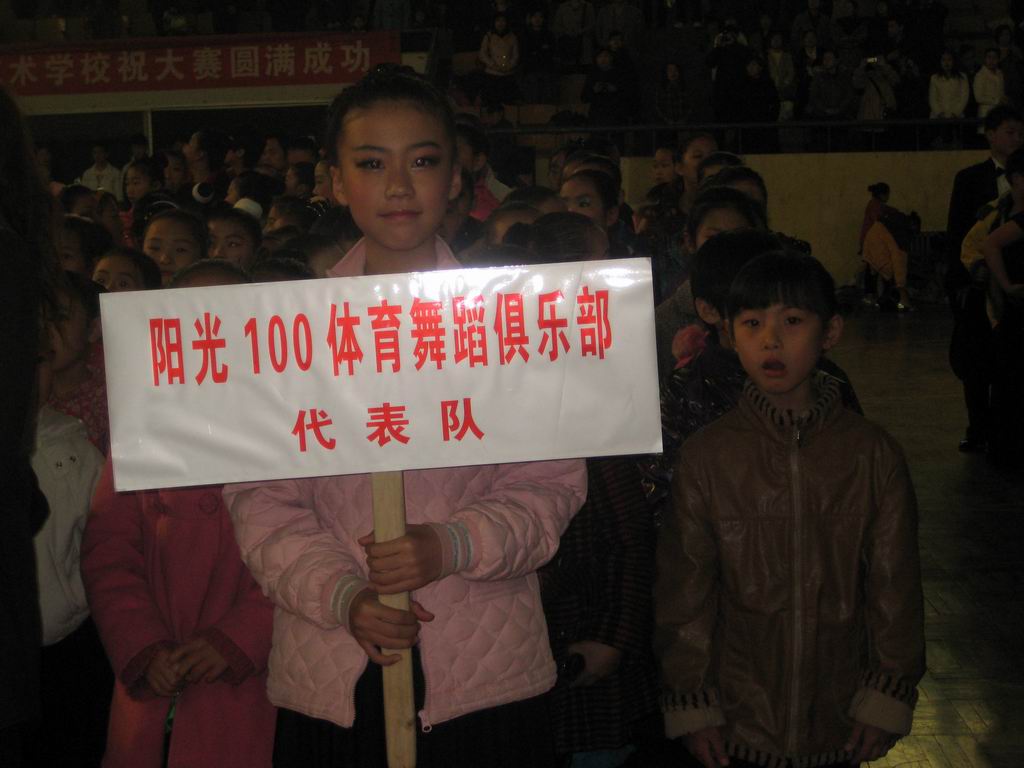 术学校祝大赛圆满成功
阳光100体育舞蹈俱乐部
代表队